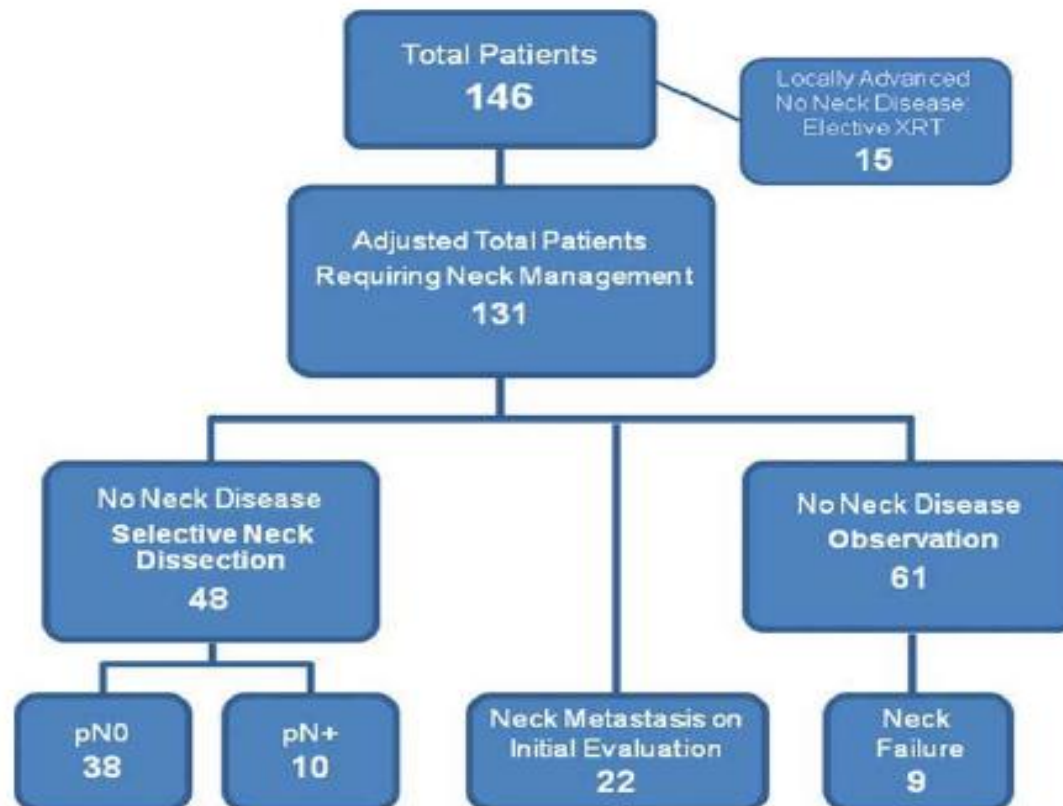 Total Patients
146
Locally Advanced
No Neck Disease:
Elective XRT
15
Adjusted Total Patients
Requiring Neck Management
131
No Neck Disease
Selective Neck
Dissection
48
No Neck Disease
Observation
61
pN0
38
pN+
10
Neck Metastasis on
Initial Evaluation
22
Neck
Failure
9